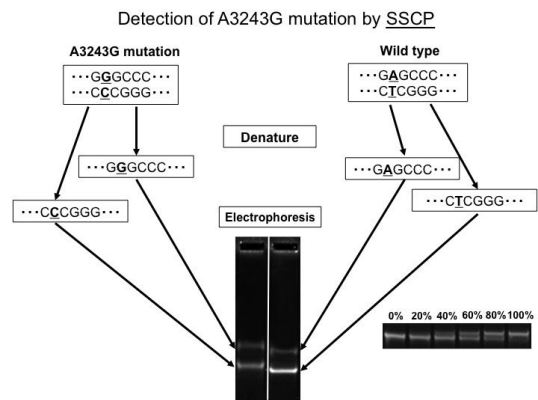 Detection of A3243G mutation by SSCP
A3243G mutation
Wild type
···GGGCCC···
···CCCGGG···
···GAGCCC···
···CTCGGG···
Denature
···GGGCCC···
···GAGCCC···
···CCCGGG···
···CTCGGG···
Electrophoresis
0% 20% 40% 60% 80% 100%